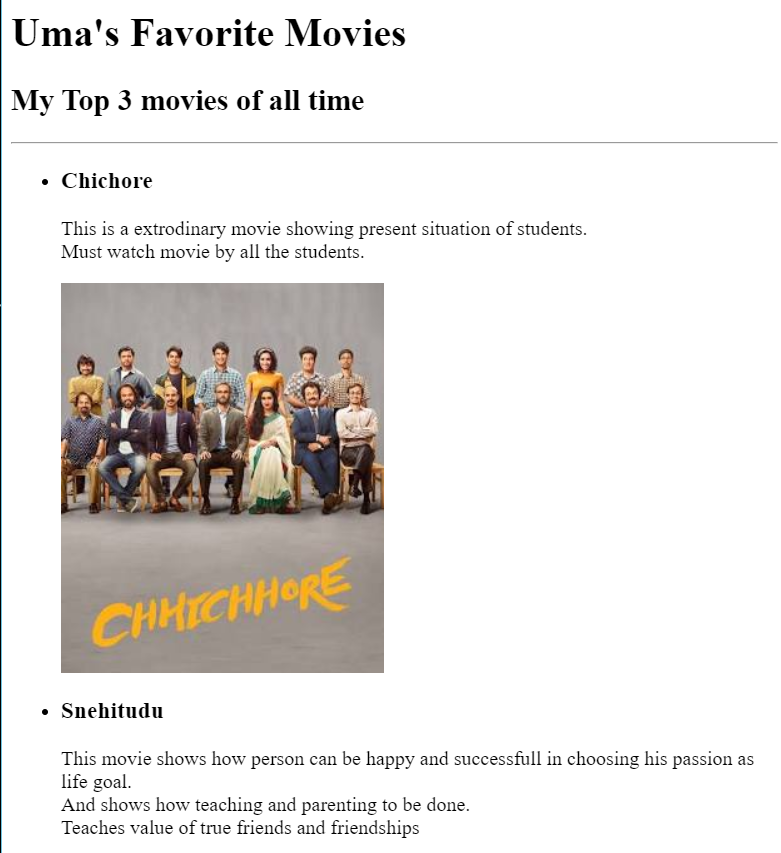 Uma's Favorite Movies
My Top 3 movies of all time
Chichore
This is a extrodinary movie showing present situation of students.
Must watch movie by all the students.
CHHICHHORE
Snehitudu
This movie shows how person can be happy and successfull in choosing his passion as
life goal.
And shows how teaching and parenting to be done.
Teaches value of true friends and friendships